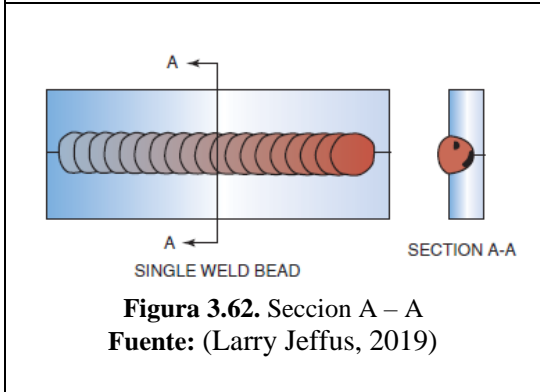 A
A
SINGLE WELD BEAD
SECTION A-A
Figura 3.62. Seccion A – A
Fuente: (Larry Jeffus, 2019)